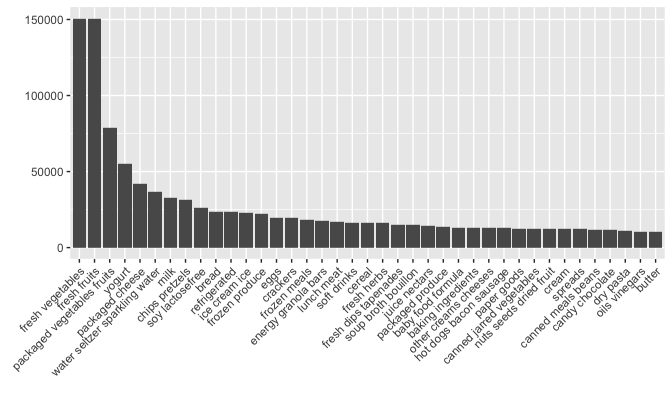 150000
100000
50000
0
fresh vegetables
fresh fruits
packaged vegetables fruits
yogurt
packaged cheese
water seltzer sparkling water
milk
chips pretzels
soy lactosefree
bread
refrigerated
ice cream ice
frozen produce
eggs
crackers
frozen meals
energy granola bars
lunch meat
soft drinks
cereal
fresh herbs
fresh dips tapenades
soup broth bouillon
juice nectars
packaged produce
baby food formula
baking ingredients
other creams cheeses
hot dogs bacon sausage
paper goods
canned jarred vegetables
nuts seeds dried fruit
cream
spreads
canned meals beans
candy chocolate
dry pasta
oils vinegars
butter